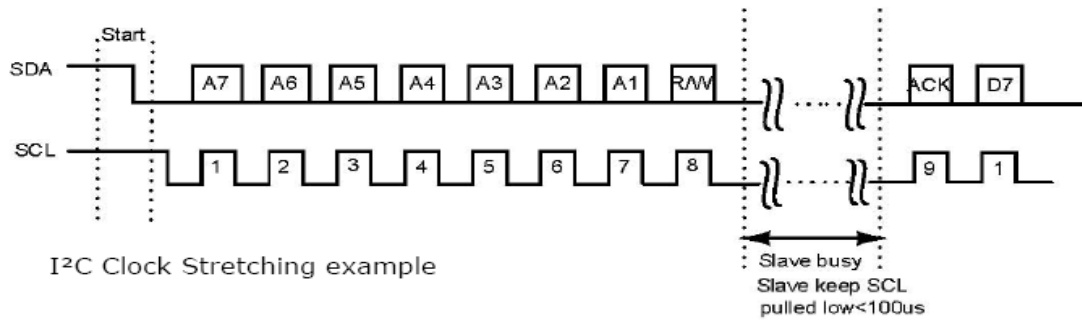 Start
SDA A7 A6 A5 A4 A3 A2 A1 R/W ACK D7
SCL 1 2 3 4 5 6 7 8 9 1
I²C Clock Stretching example
Slave busy
Slave keep SCL
pulled low<100us